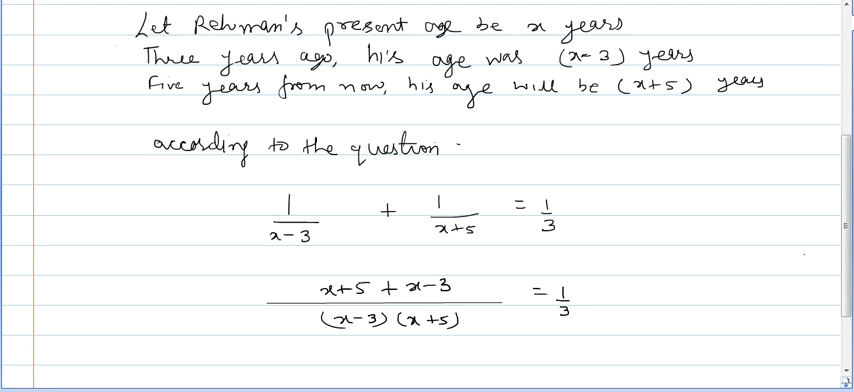 Let Rehman's present age be x years
Three years ago, his age was (x-3) years
Five years from now, his age will be (x+5) years
according to the question.
1/(x-3) + 1/(x+5) = 1/3
(x+5+x-3)/((x-3)(x+5)) = 1/3